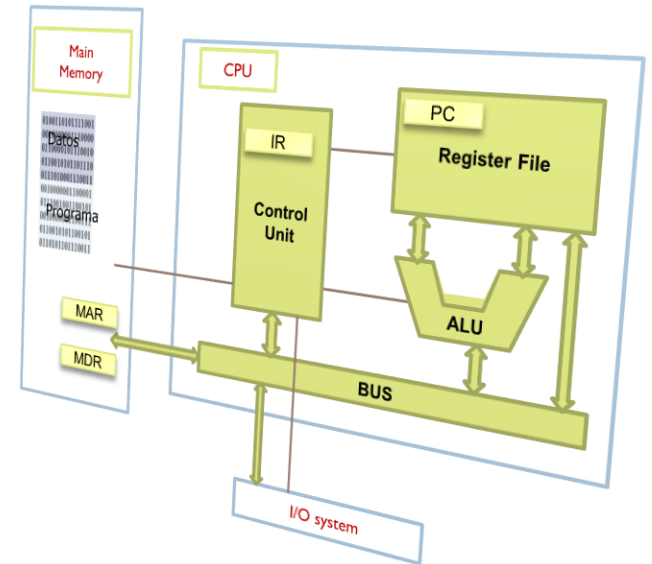 Main
Memory
CPU
PC
Register File
IR
Control
Unit
Datos
Programa
MAR
MDR
ALU
BUS
I/O system